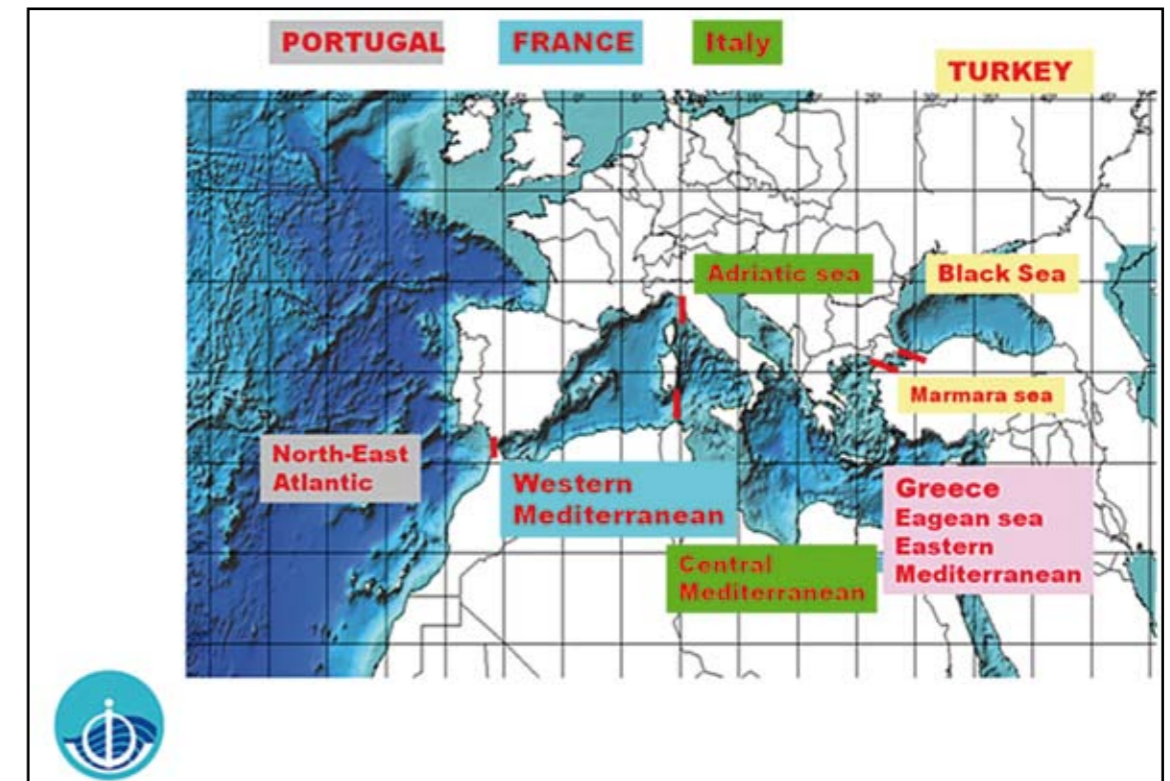 PORTUGAL
FRANCE
Italy
TURKEY
Adriatic sea
Black Sea
Marmara sea
North-East
Atlantic
Western
Mediterranean
Greece
Eagean sea
Eastern
Mediterranean
Central
Mediterranean